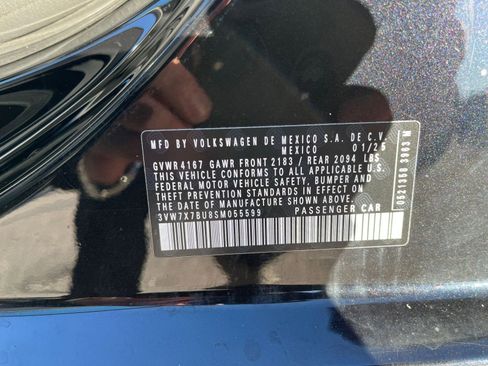 MFD BY VOLKSWAGEN DE MEXICO S.A. DE C.V.
MEXICO 01/25
GVWR 4167 GAWR FRONT 2183 / REAR 2094 LBS
THIS VEHICLE CONFORMS TO ALL APPLICABLE U.S.
FEDERAL MOTOR VEHICLE SAFETY, BUMPER AND
THEFT PREVENTION STANDARDS IN EFFECT ON
THE DATE OF MANUFACTURE SHOWN ABOVE.
3VW7X7BU8SM055599 PASSENGER CAR